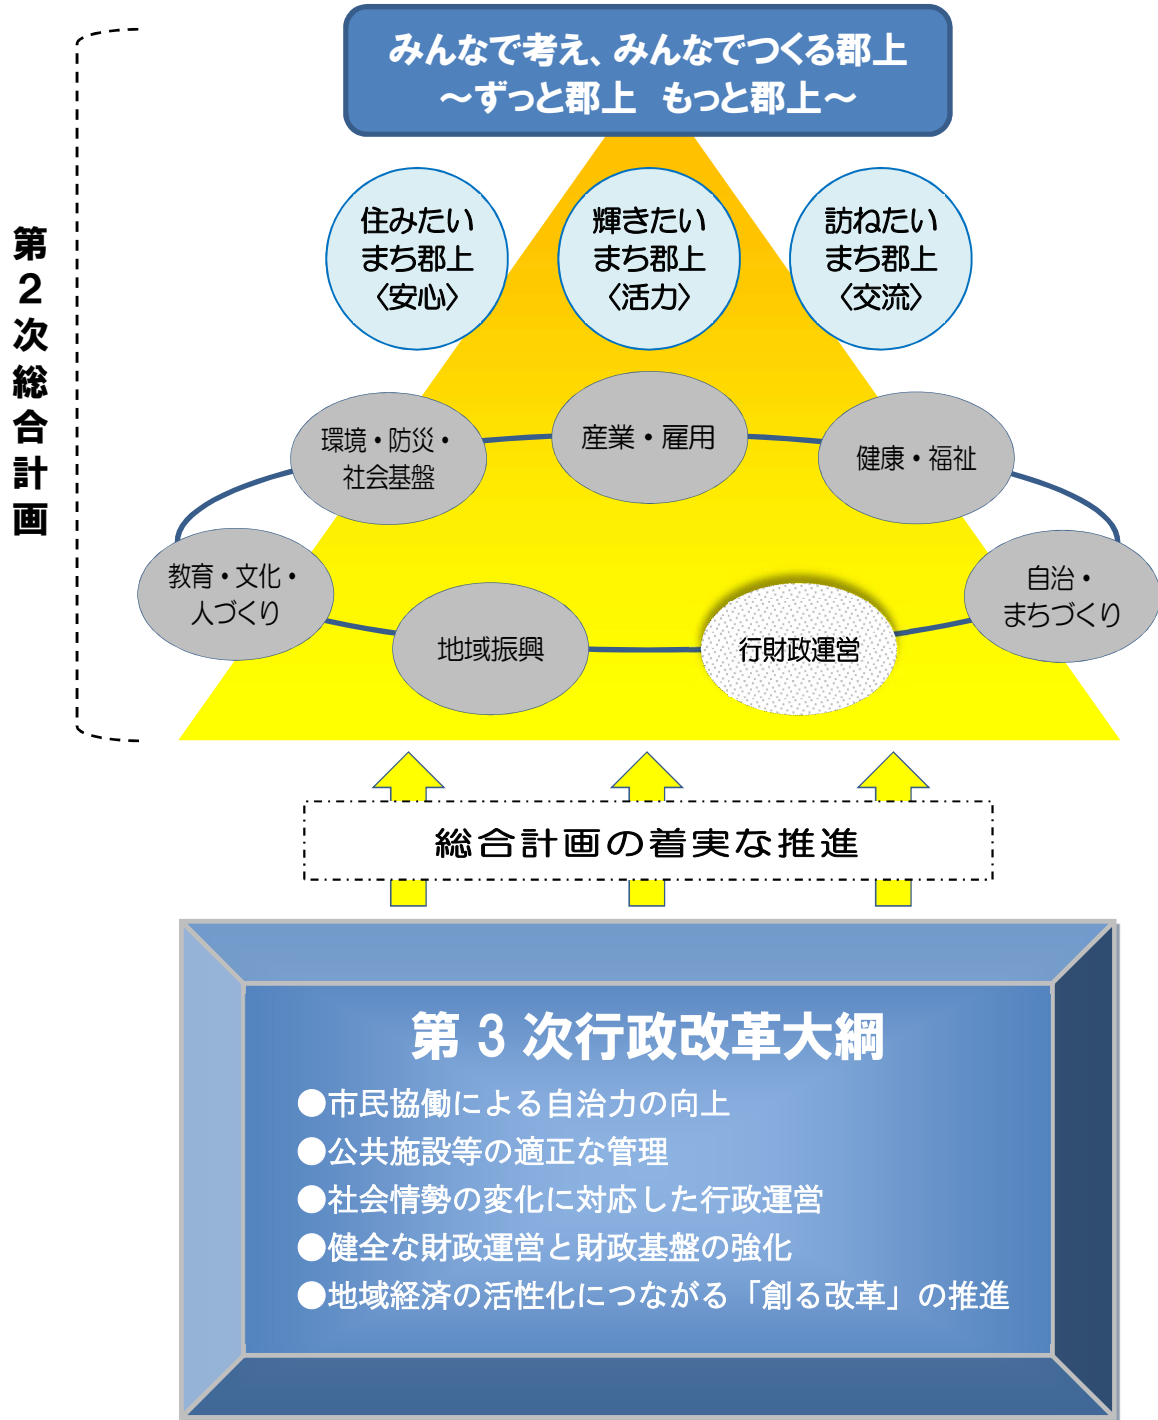 みんなで考え、みんなでつくる郡上
～ずっと郡上　もっと郡上～
第２次総合計画
住みたい
まち郡上
〈安心〉
輝きたい
まち郡上
〈活力〉
訪ねたい
まち郡上
〈交流〉
環境・防災・
社会基盤
産業・雇用
健康・福祉
教育・文化・
人づくり
地域振興
行財政運営
自治・
まちづくり
総合計画の着実な推進
第 3 次行政改革大綱
●市民協働による自治力の向上
●公共施設等の適正な管理
●社会情勢の変化に対応した行政運営
●健全な財政運営と財政基盤の強化
●地域経済の活性化につながる「創る改革」の推進